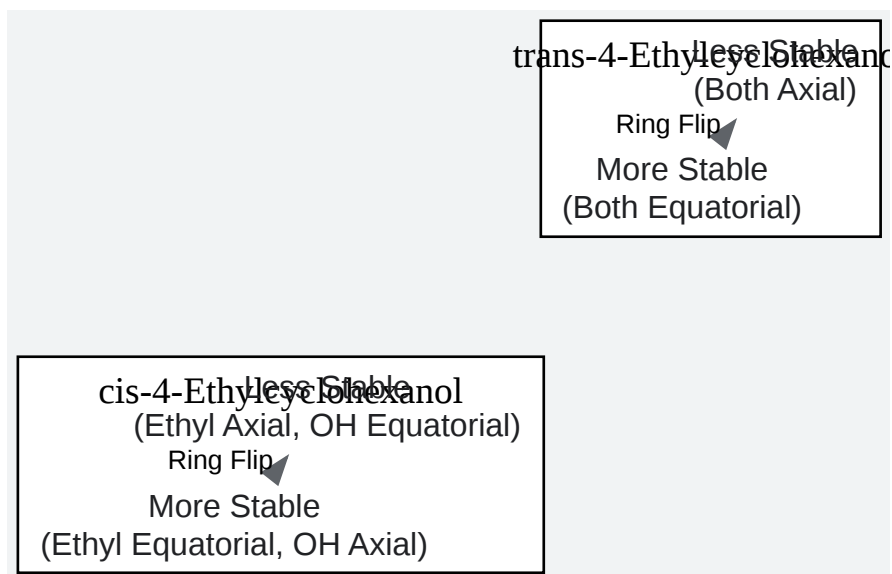 trans-4-Ethylcyclohexano
Less Stable
(Both Axial)
Ring Flip
More Stable
(Both Equatorial)
cis-4-Ethylcyclohexanol
Less Stable
(Ethyl Axial, OH Equatorial)
Ring Flip
More Stable
(Ethyl Equatorial, OH Axial)